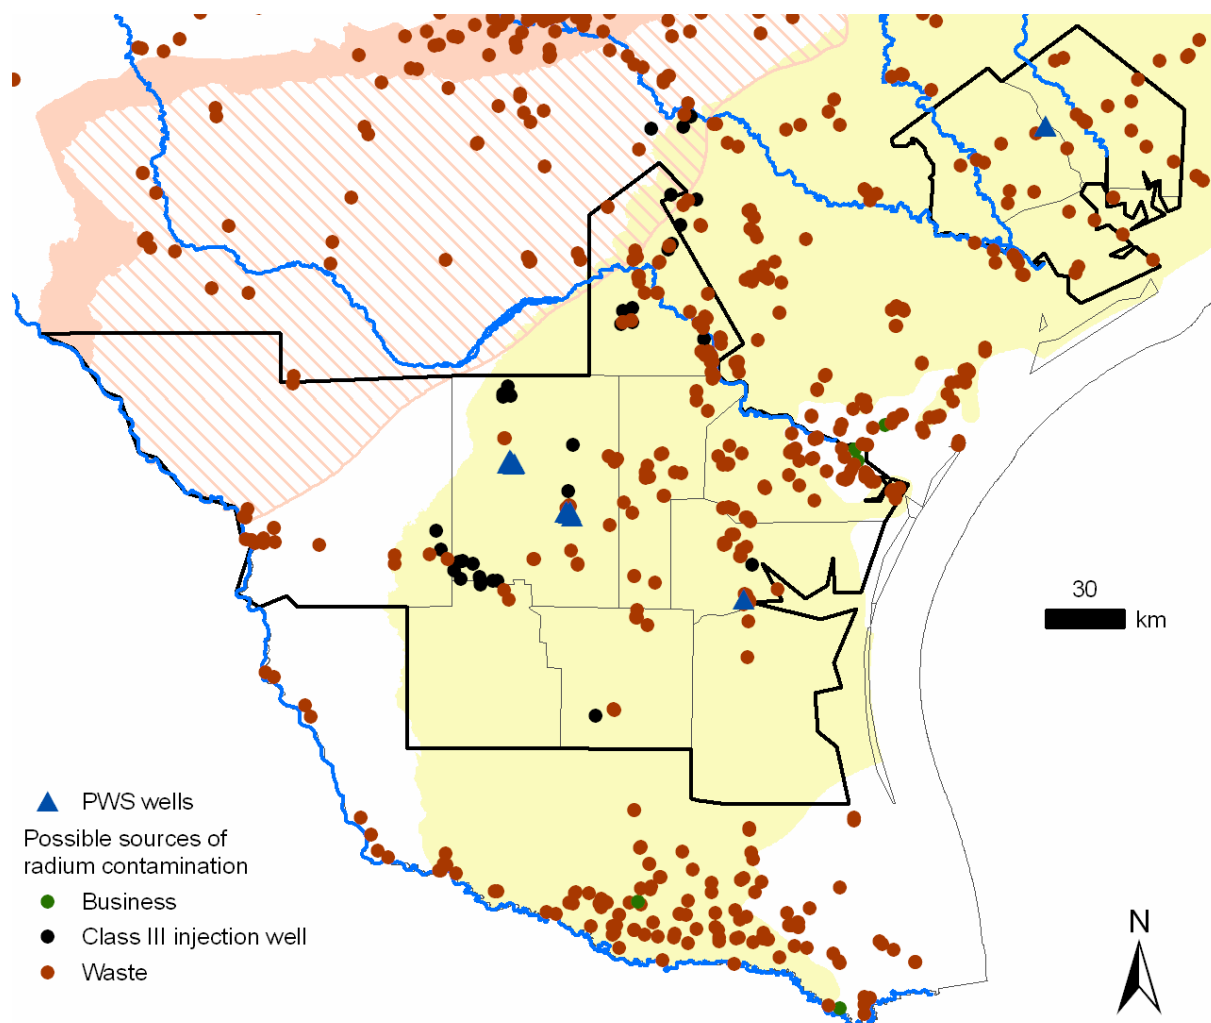 30
km
PWS wells
Possible sources of
radium contamination
Business
Class III injection well
Waste
N